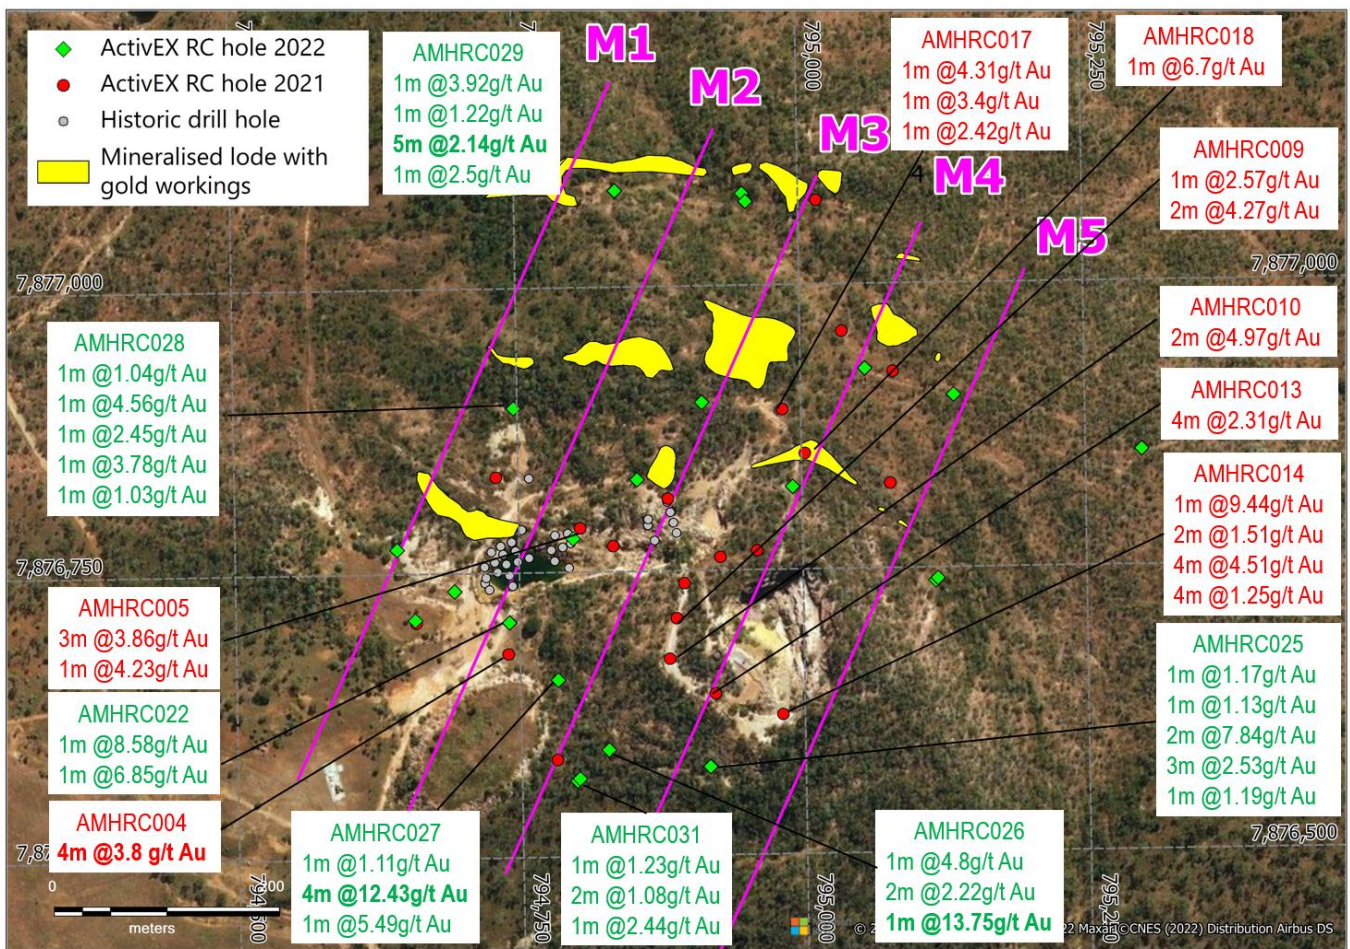 ActivEX RC hole 2022
ActivEX RC hole 2021
Historic drill hole
Mineralised lode with
gold workings
AMHRC029
1m @3.92g/t Au
1m @1.22g/t Au
5m @2.14g/t Au
1m @2.5g/t Au
M1
M2
M3
M4
M5
4
795,000
795,250
AMHRC017
1m @4.31g/t Au
1m @3.4g/t Au
1m @2.42g/t Au
AMHRC018
1m @6.7g/t Au
AMHRC009
1m @2.57g/t Au
2m @4.27g/t Au
7,877,000
7,877,000
AMHRC010
2m @4.97g/t Au
AMHRC028
1m @1.04g/t Au
1m @4.56g/t Au
1m @2.45g/t Au
1m @3.78g/t Au
1m @1.03g/t Au
AMHRC013
4m @2.31g/t Au
AMHRC014
1m @9.44g/t Au
2m @1.51g/t Au
4m @4.51g/t Au
4m @1.25g/t Au
7,876,750
AMHRC005
3m @3.86g/t Au
1m @4.23g/t Au
AMHRC025
1m @1.17g/t Au
1m @1.13g/t Au
2m @7.84g/t Au
3m @2.53g/t Au
1m @1.19g/t Au
AMHRC022
1m @8.58g/t Au
1m @6.85g/t Au
AMHRC004
4m @3.8 g/t Au
7,876,500
AMHRC027
1m @1.11g/t Au
4m @12.43g/t Au
1m @5.49g/t Au
AMHRC031
1m @1.23g/t Au
2m @1.08g/t Au
1m @2.44g/t Au
AMHRC026
1m @4.8g/t Au
2m @2.22g/t Au
1m @13.75g/t Au
0
meters
794,500
794,750
795,000
795,250
Maxar ©CNES (2022) Distribution Airbus DS